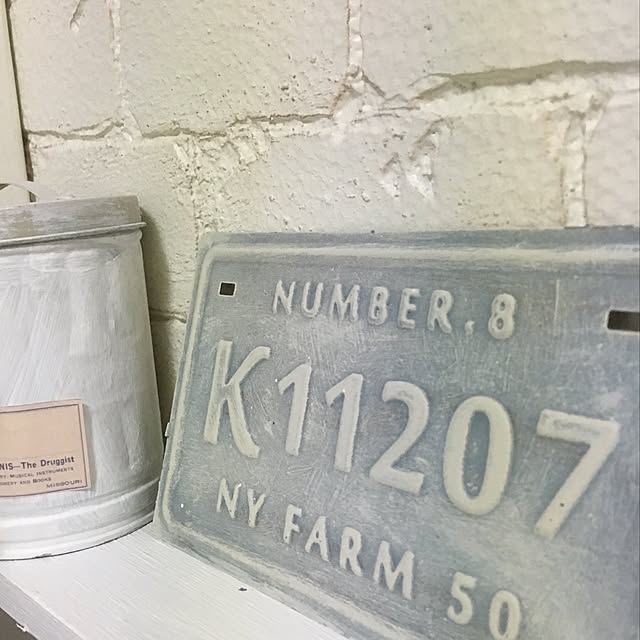 NUMBER.8
K11207
NY FARM 50
NIS—The Druggist
MUSICAL INSTRUMENTS
AND BOOKS
MISSOURI